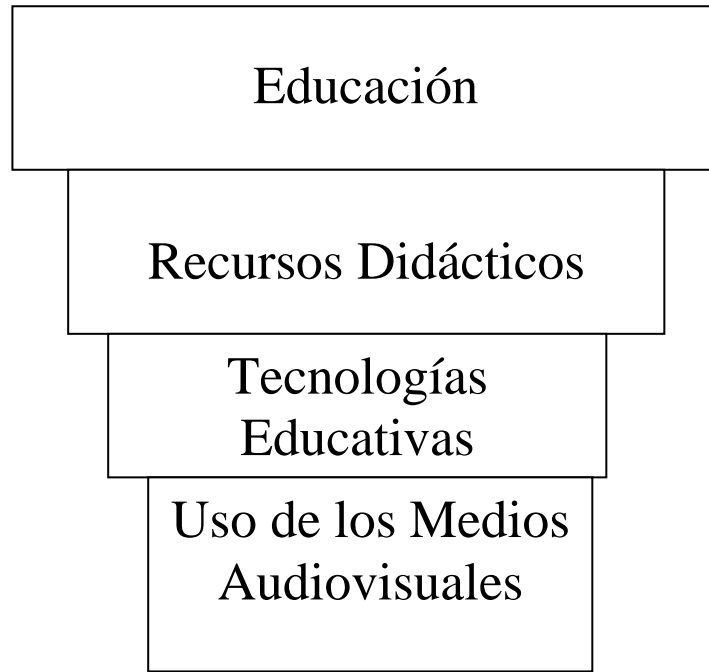 Educación
Recursos Didácticos
Tecnologías
Educativas
Uso de los Medios
Audiovisuales